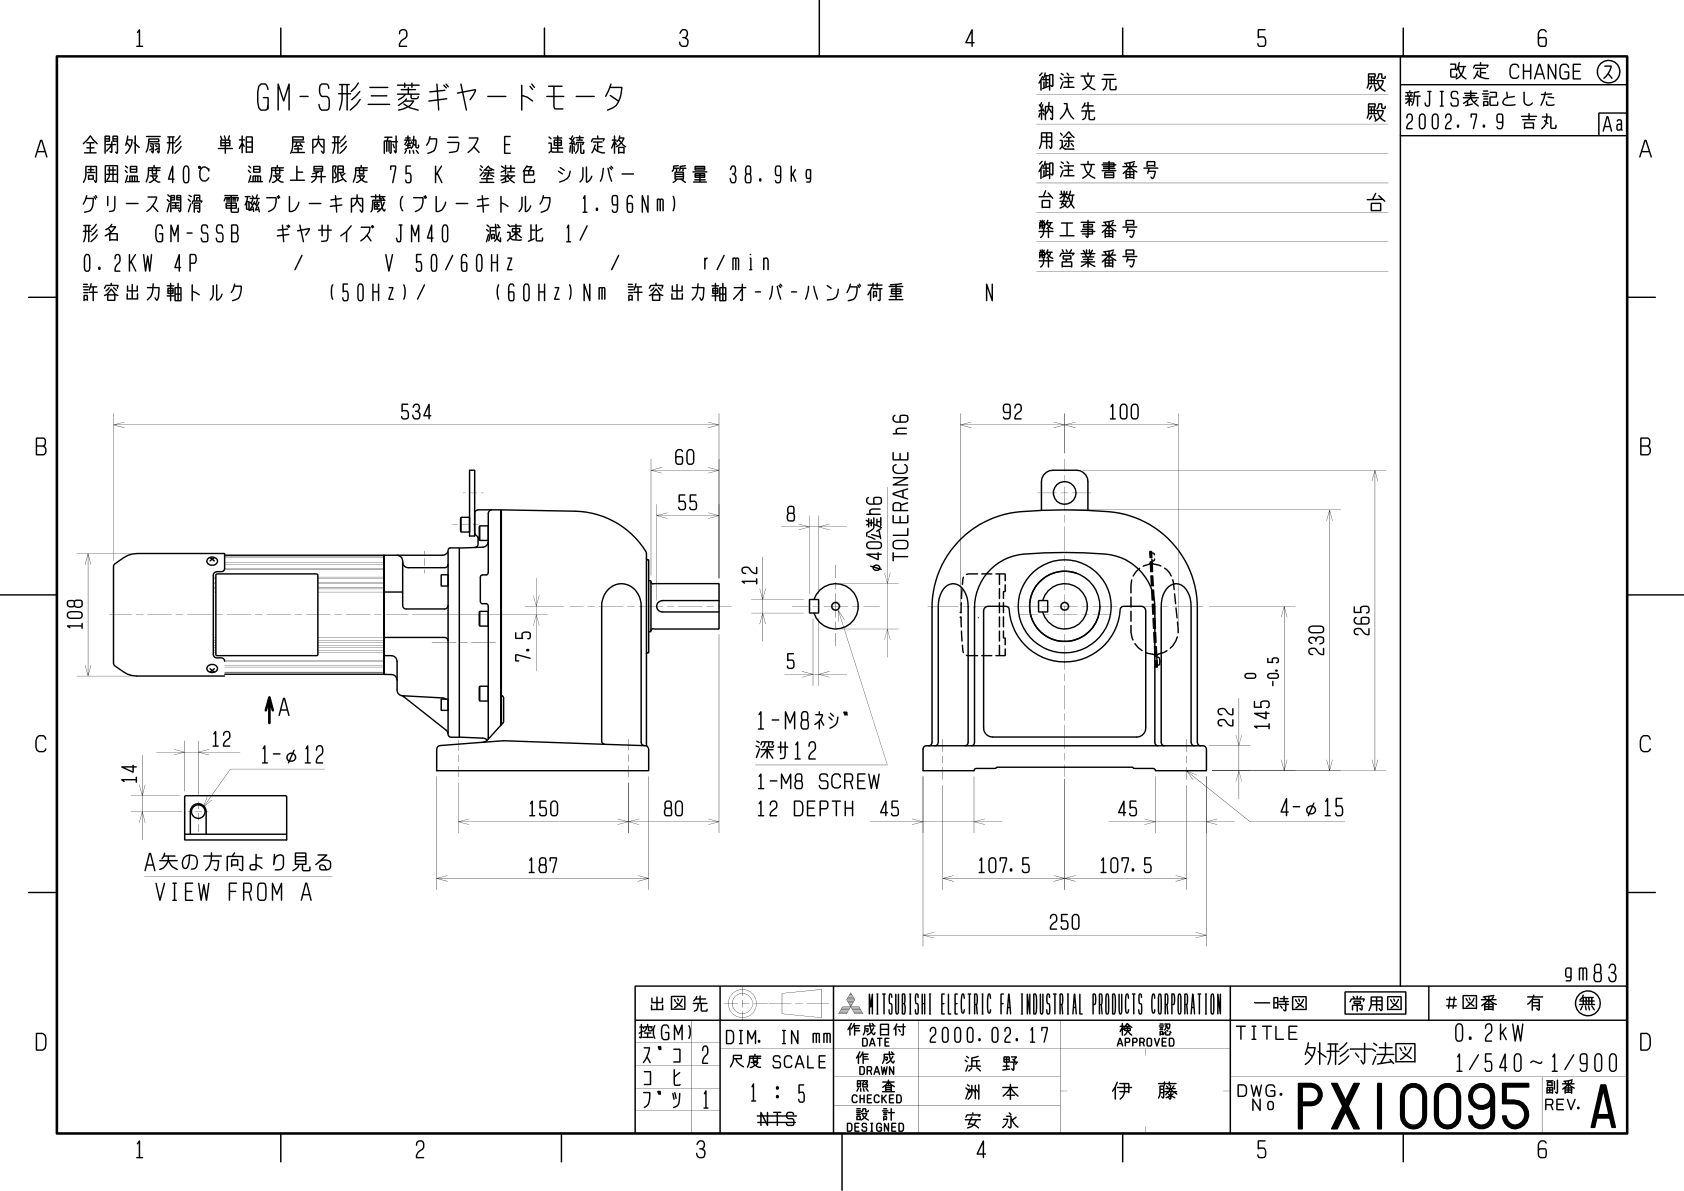 1 2 3 4 5 6
A
B
C
D
GM-S形三菱ギヤードモータ
全閉外扇形 単相 屋内形 耐熱クラス E 連続定格
周囲温度40℃ 温度上昇限度 75 K 塗装色 シルバー 質量 38.9kg
グリース潤滑 電磁ブレーキ内蔵(ブレーキトルク 1.96Nm)
形名 GM-SSB ギヤサイズ JM40 減速比 1/
0.2KW 4P / V 50/60Hz / r/min
許容出力軸トルク (50Hz)/ (60Hz)Nm 許容出力軸オ-バ-ハング荷重 N
御注文元 殿
納入先 殿
用途
御注文書番号
台数 台
弊工事番号
弊営業番号
改定 CHANGE ㋜
新JIS表記とした
2002.7.9 吉丸 Aa
A
B
C
D
534
60
55
108
7.5
A
12
1-φ12
14
A矢の方向より見る
VIEW FROM A
150
80
187
8
12
5
φ40公差h6
TOLERANCE h6
1-M8ネジ
深サ12
1-M8 SCREW
12 DEPTH
92
100
265
230
145 0 -0.5
22
45
45
4-φ15
107.5
107.5
250
gm83
出図先
控(GM)
ズコ 2
コヒ
ブツ 1
DIM. IN mm
尺度 SCALE
1 : 5
NTS
MITSUBISHI ELECTRIC FA INDUSTRIAL PRODUCTS CORPORATION
作成日付
DATE
2000.02.17
検 認
APPROVED
作 成
DRAWN
浜 野
照 査
CHECKED
洲 本
伊 藤
設 計
DESIGNED
安 永
一時図 常用図 #図番 有 無
TITLE
外形寸法図
0.2kW
1/540~1/900
DWG.
No
PX10095
副番
REV.
A
1 2 3 4 5 6